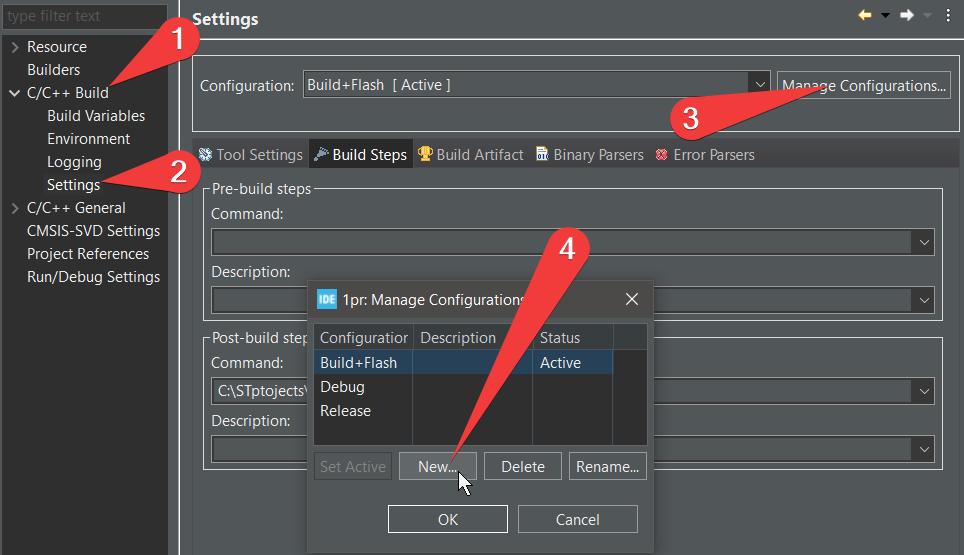 type filter text
Resource
Builders
C/C++ Build
Build Variables
Environment
Logging
Settings
C/C++ General
CMSIS-SVD Settings
Project References
Run/Debug Settings
1
2
Settings
Configuration: Build+Flash [ Active ] Manage Configurations...
3
Tool Settings Build Steps Build Artifact Binary Parsers Error Parsers
Pre-build steps
Command:
4
Description:
Post-build step
Command:
C:\STptojects\
Description:
IDE 1pr: Manage Configurations
Configuration Description Status
Build+Flash Active
Debug
Release
Set Active New... Delete Rename...
OK Cancel